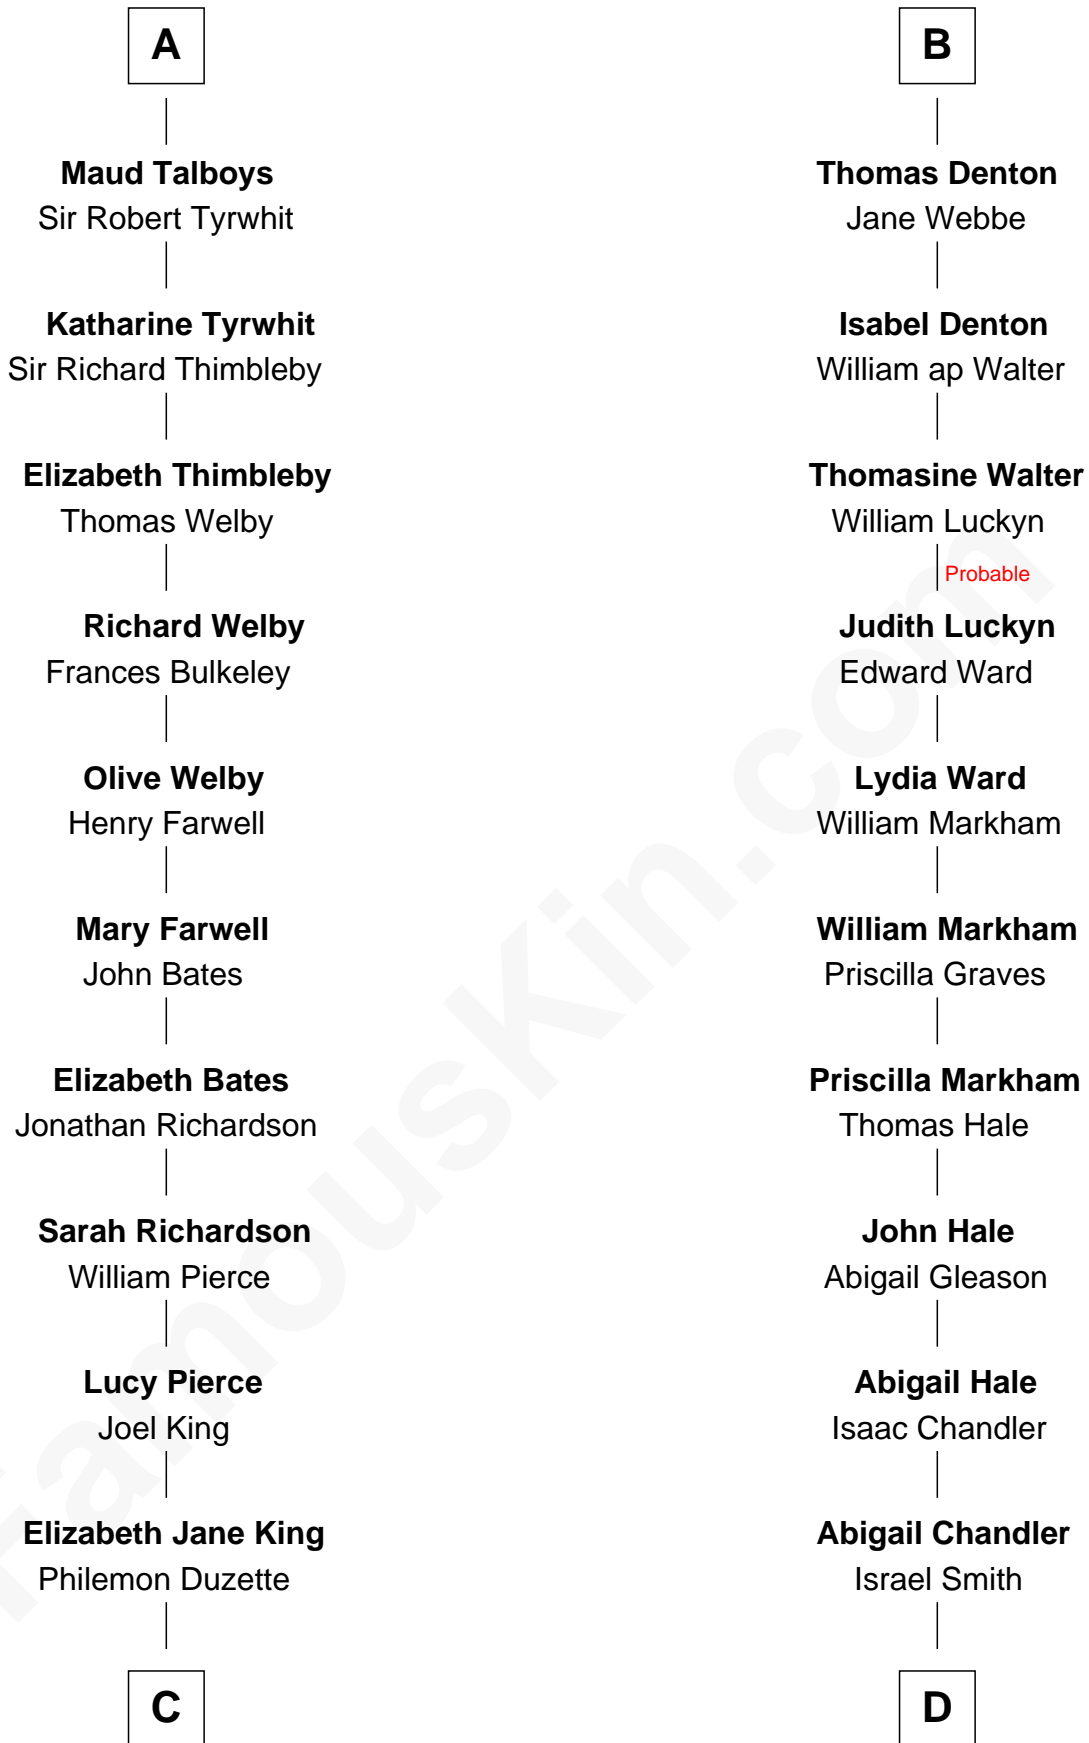 A
Maud Talboys
Sir Robert Tyrwhit
Katharine Tyrwhit
Sir Richard Thimbleby
Elizabeth Thimbleby
Thomas Welby
Richard Welby
Frances Bulkeley
Olive Welby
Henry Farwell
Mary Farwell
John Bates
Elizabeth Bates
Jonathan Richardson
Sarah Richardson
William Pierce
Lucy Pierce
Joel King
Elizabeth Jane King
Philemon Duzette
C
B
Thomas Denton
Jane Webbe
Isabel Denton
William ap Walter
Thomasine Walter
William Luckyn
Probable
Judith Luckyn
Edward Ward
Lydia Ward
William Markham
William Markham
Priscilla Graves
Priscilla Markham
Thomas Hale
John Hale
Abigail Gleason
Abigail Hale
Isaac Chandler
Abigail Chandler
Israel Smith
D
FamousKin.com